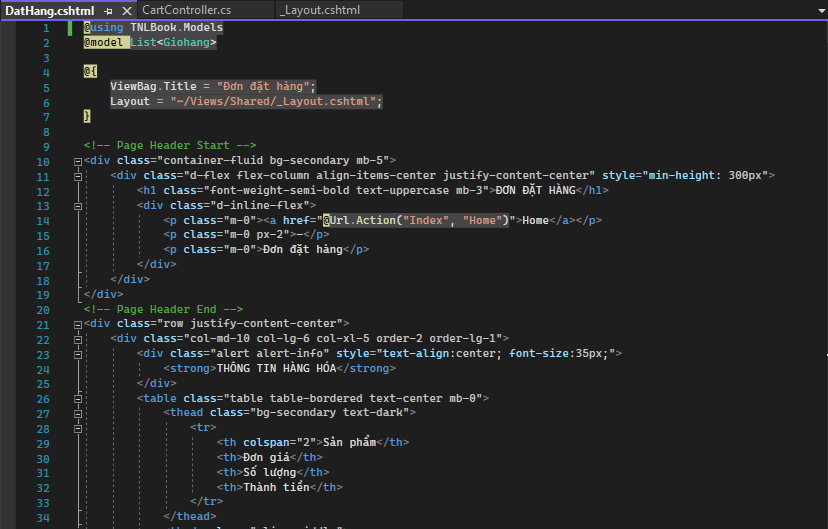 DatHang.cshtml CartController.cs _Layout.cshtml
1 @using TNLBook.Models
2 @model List<Giohang>
3
4 @{
5 ViewBag.Title = "Đơn đặt hàng";
6 Layout = "~/Views/Shared/_Layout.cshtml";
7 }
8
9 <!-- Page Header Start -->
10 <div class="container-fluid bg-secondary mb-5">
11 <div class="d-flex flex-column align-items-center justify-content-center" style="min-height: 300px">
12 <h1 class="font-weight-semi-bold text-uppercase mb-3">ĐƠN ĐẶT HÀNG</h1>
13 <div class="d-inline-flex">
14 <p class="m-0"><a href="@Url.Action("Index", "Home")">Home</a></p>
15 <p class="m-0 px-2">-</p>
16 <p class="m-0">Đơn đặt hàng</p>
17 </div>
18 </div>
19 </div>
20 <!-- Page Header End -->
21 <div class="row justify-content-center">
22 <div class="col-md-10 col-lg-6 col-xl-5 order-2 order-lg-1">
23 <div class="alert alert-info" style="text-align:center; font-size:35px;">
24 <strong>THÔNG TIN HÀNG HÓA</strong>
25 </div>
26 <table class="table table-bordered text-center mb-0">
27 <thead class="bg-secondary text-dark">
28 <tr>
29 <th colspan="2">Sản phẩm</th>
30 <th>Đơn giá</th>
31 <th>Số lượng</th>
32 <th>Thành tiền</th>
33 </tr>
34 </thead>